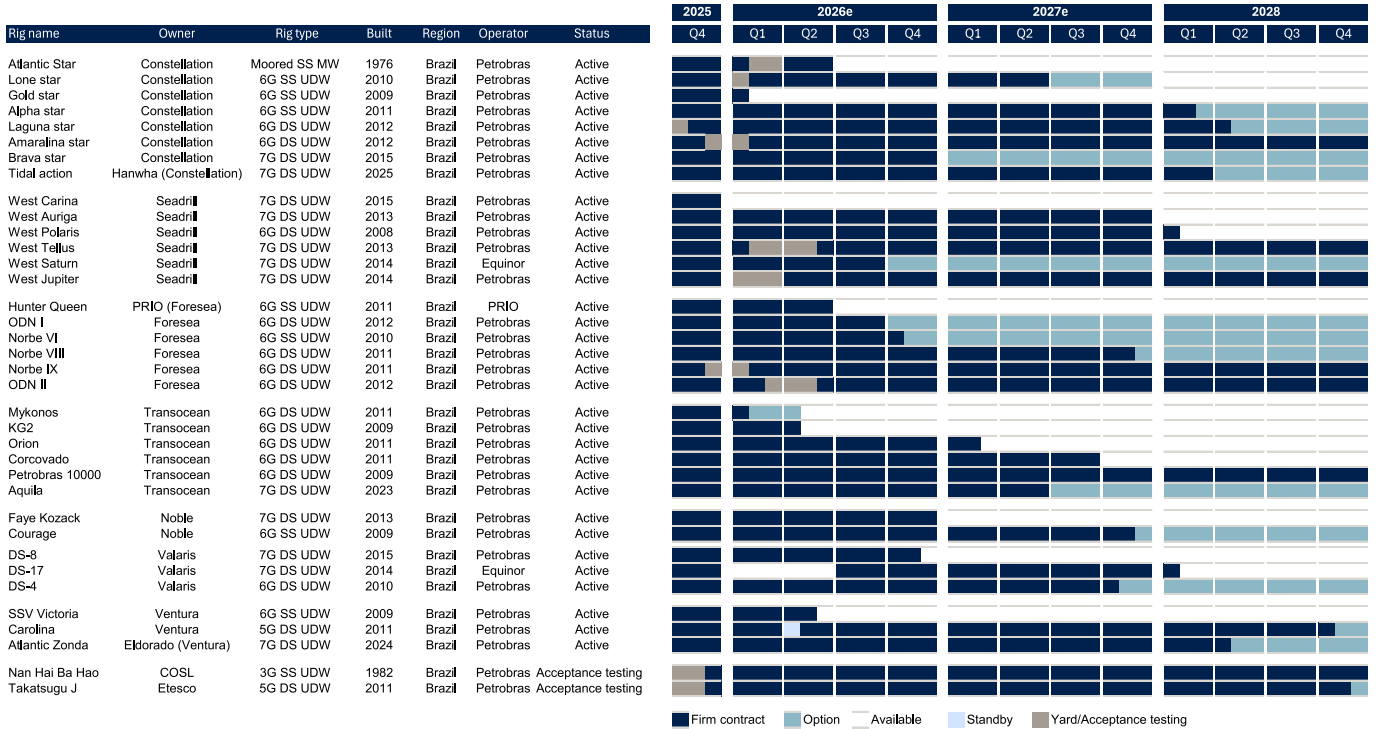 2025 2026e 2027e 2028
Rig name Owner Rig type Built Region Operator Status Q4 Q1 Q2 Q3 Q4 Q1 Q2 Q3 Q4 Q1 Q2 Q3 Q4
Atlantic Star Constellation Moored SS MW 1976 Brazil Petrobras Active
Lone star Constellation 6G SS UDW 2010 Brazil Petrobras Active
Gold star Constellation 6G SS UDW 2009 Brazil Petrobras Active
Alpha star Constellation 6G SS UDW 2011 Brazil Petrobras Active
Laguna star Constellation 6G DS UDW 2012 Brazil Petrobras Active
Amaralina star Constellation 6G DS UDW 2012 Brazil Petrobras Active
Brava star Constellation 7G DS UDW 2015 Brazil Petrobras Active
Tidal action Hanwha (Constellation) 7G DS UDW 2025 Brazil Petrobras Active
West Carina Seadrill 7G DS UDW 2015 Brazil Petrobras Active
West Auriga Seadrill 7G DS UDW 2013 Brazil Petrobras Active
West Polaris Seadrill 6G DS UDW 2008 Brazil Petrobras Active
West Tellus Seadrill 7G DS UDW 2013 Brazil Petrobras Active
West Saturn Seadrill 7G DS UDW 2014 Brazil Equinor Active
West Jupiter Seadrill 7G DS UDW 2014 Brazil Petrobras Active
Hunter Queen PRIO (Foresea) 6G SS UDW 2011 Brazil PRIO Active
ODN I Foresea 6G DS UDW 2012 Brazil Petrobras Active
Norbe VI Foresea 6G SS UDW 2010 Brazil Petrobras Active
Norbe VIII Foresea 6G DS UDW 2011 Brazil Petrobras Active
Norbe IX Foresea 6G DS UDW 2011 Brazil Petrobras Active
ODN II Foresea 6G DS UDW 2012 Brazil Petrobras Active
Mykonos Transocean 6G DS UDW 2011 Brazil Petrobras Active
KG2 Transocean 6G DS UDW 2009 Brazil Petrobras Active
Orion Transocean 6G DS UDW 2011 Brazil Petrobras Active
Corcovado Transocean 6G DS UDW 2011 Brazil Petrobras Active
Petrobras 10000 Transocean 6G DS UDW 2009 Brazil Petrobras Active
Aquila Transocean 7G DS UDW 2023 Brazil Petrobras Active
Faye Kozack Noble 7G DS UDW 2013 Brazil Petrobras Active
Courage Noble 6G SS UDW 2009 Brazil Petrobras Active
DS-8 Valaris 7G DS UDW 2015 Brazil Petrobras Active
DS-17 Valaris 7G DS UDW 2014 Brazil Equinor Active
DS-4 Valaris 6G DS UDW 2010 Brazil Petrobras Active
SSV Victoria Ventura 6G SS UDW 2009 Brazil Petrobras Active
Carolina Ventura 5G DS UDW 2011 Brazil Petrobras Active
Atlantic Zonda Eldorado (Ventura) 7G DS UDW 2024 Brazil Petrobras Active
Nan Hai Ba Hao COSL 3G SS UDW 1982 Brazil Petrobras Acceptance testing
Takatsugu J Etesco 5G DS UDW 2011 Brazil Petrobras Acceptance testing
Firm contract Option Available Standby Yard/Acceptance testing